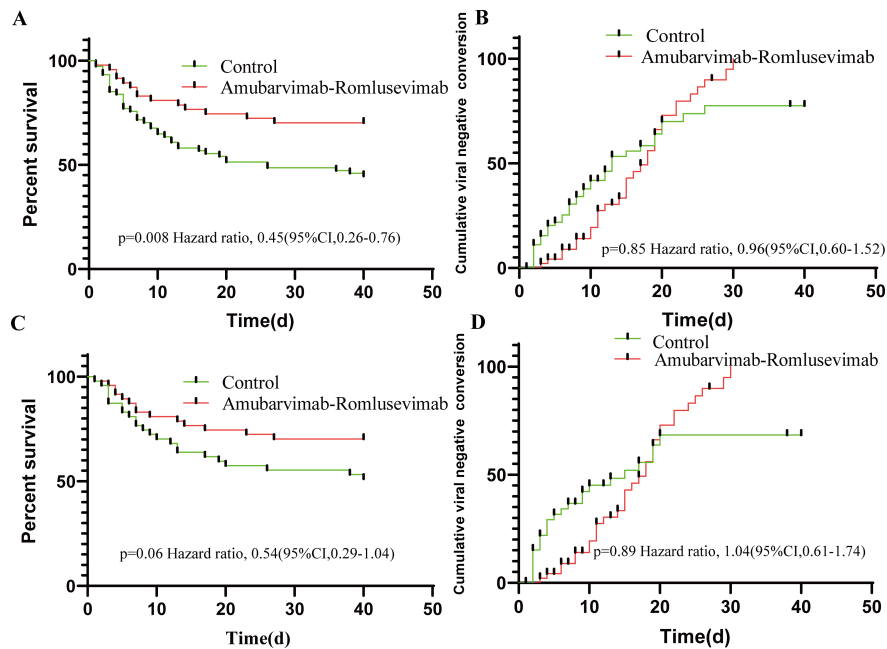 A
Percent survival
100
50
0
0 10 20 30 40 50
Time(d)
Control
Amubarvimab-Romlusevimab
p=0.008 Hazard ratio, 0.45(95%CI,0.26-0.76)
B
Cumulative viral negative conversion
100
50
0
0 10 20 30 40 50
Time(d)
Control
Amubarvimab-Romlusevimab
p=0.85 Hazard ratio, 0.96(95%CI,0.60-1.52)
C
Percent survival
100
50
0
0 10 20 30 40 50
Time(d)
Control
Amubarvimab-Romlusevimab
p=0.06 Hazard ratio, 0.54(95%CI,0.29-1.04)
D
Cumulative viral negative conversion
100
50
0
0 10 20 30 40 50
Time(d)
Control
Amubarvimab-Romlusevimab
p=0.89 Hazard ratio, 1.04(95%CI,0.61-1.74)